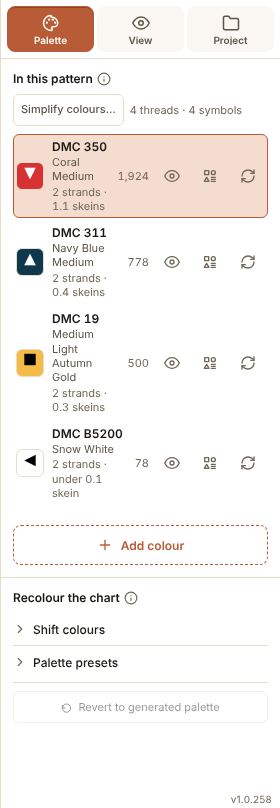 Palette
View
Project
In this pattern
Simplify colours...
4 threads · 4 symbols
DMC 350
Coral
Medium
1,924
2 strands ·
1.1 skeins
DMC 311
Navy Blue
Medium
778
2 strands ·
0.4 skeins
DMC 19
Medium
Light
Autumn
Gold
500
2 strands ·
0.3 skeins
DMC B5200
Snow White
2 strands ·
under 0.1
skein
78
+ Add colour
Recolour the chart
Shift colours
Palette presets
Revert to generated palette
v1.0.258